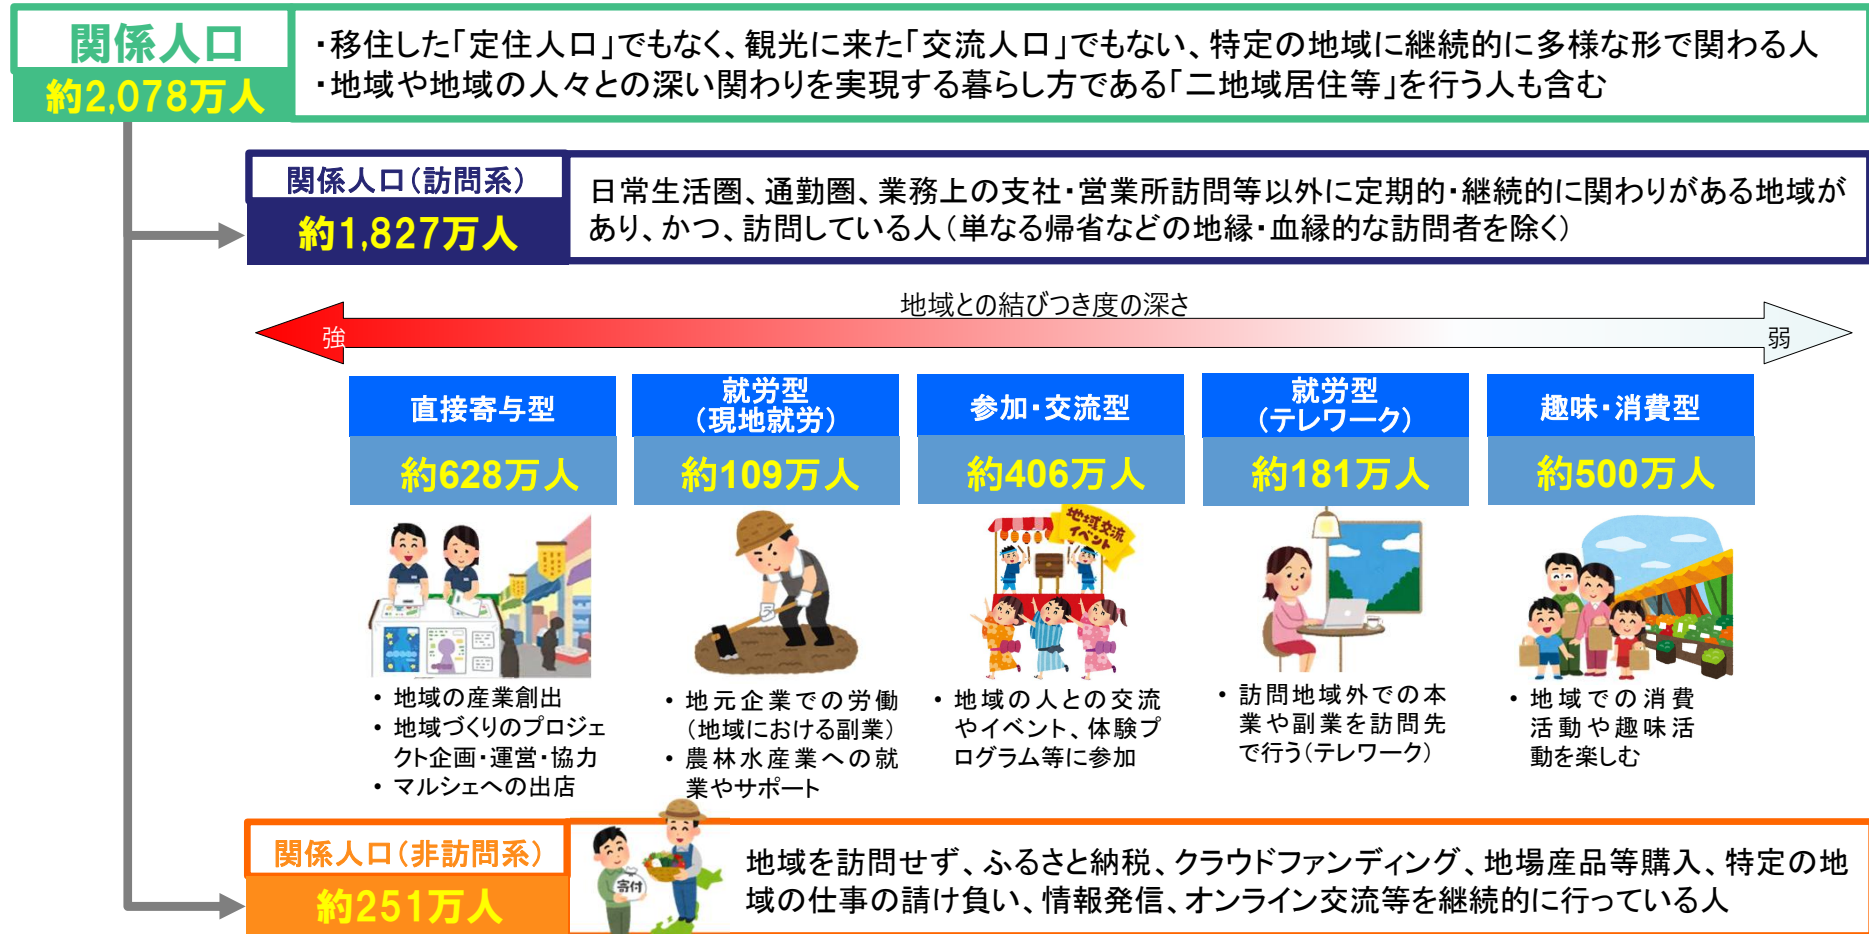 関係人口
約2,078万人
・移住した「定住人口」でもなく、観光に来た「交流人口」でもない、特定の地域に継続的に多様な形で関わる人
・地域や地域の人々との深い関わりを実現する暮らし方である「二地域居住等」を行う人も含む
関係人口（訪問系）
約1,827万人
日常生活圏、通勤圏、業務上の支社・営業所訪問等以外に定期的・継続的に関わりがある地域が
あり、かつ、訪問している人（単なる帰省などの地縁・血縁的な訪問者を除く）
地域との結びつき度の深さ
強
弱
直接寄与型
約628万人
地域交流
イベント
• 地域の産業創出
• 地域づくりのプロジェ
クト企画・運営・協力
• マルシェへの出店
就労型
（現地就労）
約109万人
• 地元企業での労働
（地域における副業）
• 農林水産業への就
業やサポート
参加・交流型
約406万人
• 地域の人との交流
やイベント、体験プ
ログラム等に参加
就労型
（テレワーク）
約181万人
• 訪問地域外での本
業や副業を訪問先
で行う（テレワーク）
趣味・消費型
約500万人
• 地域での消費
活動や趣味活
動を楽しむ
関係人口（非訪問系）
約251万人
寄付
地域を訪問せず、ふるさと納税、クラウドファンディング、地場産品等購入、特定の地
域の仕事の請け負い、情報発信、オンライン交流等を継続的に行っている人